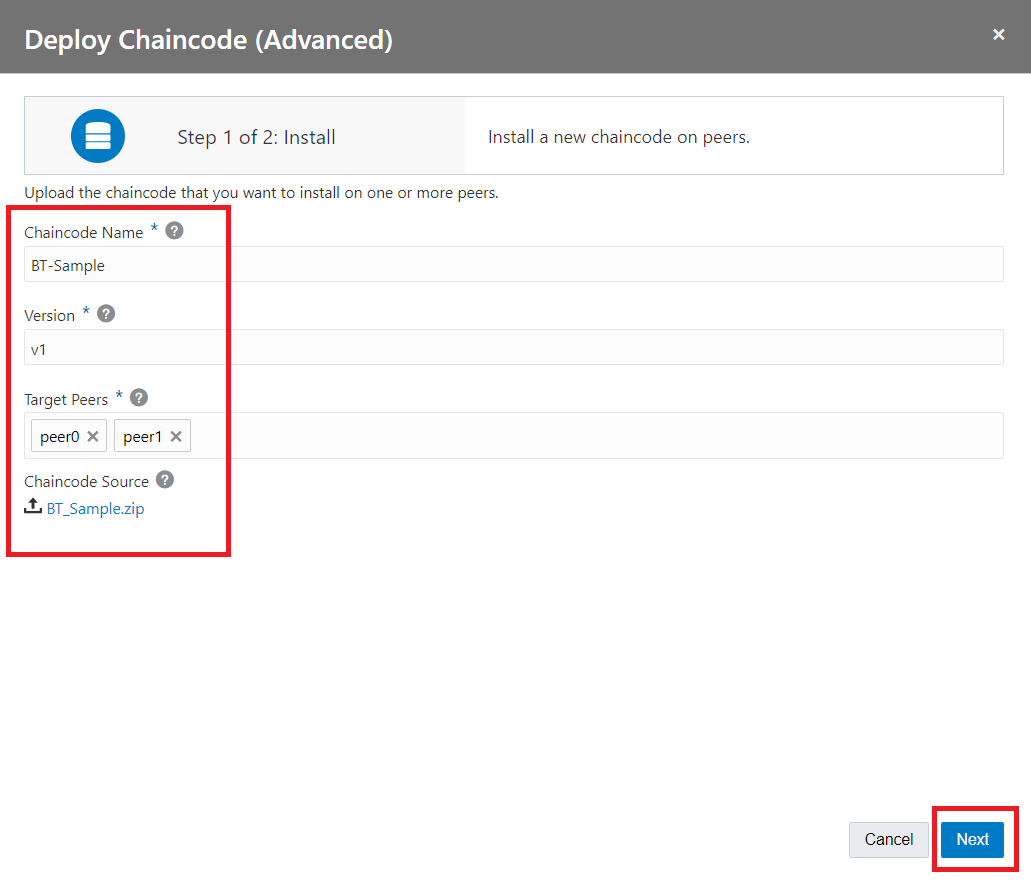 Deploy Chaincode (Advanced)
×
Step 1 of 2: Install
Install a new chaincode on peers.
Upload the chaincode that you want to install on one or more peers.
Chaincode Name * ?
BT-Sample
Version * ?
v1
Target Peers * ?
peer0 × peer1 ×
Chaincode Source ?
BT_Sample.zip
Cancel Next